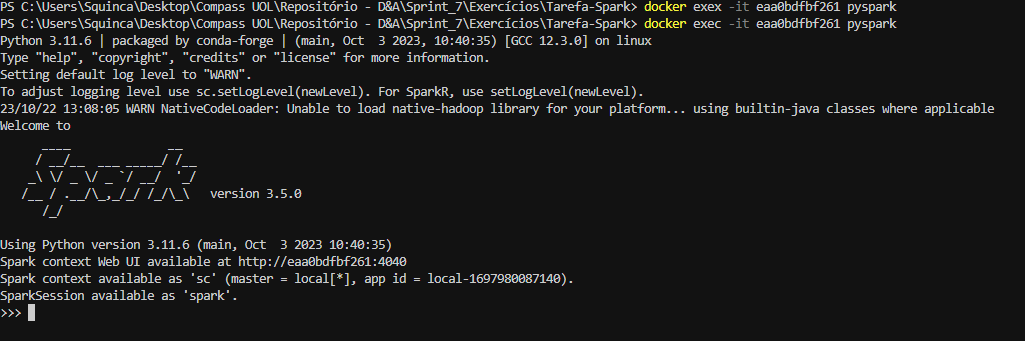 PS C:\Users\Squinca\Desktop\Compass UOL\Repositório - D&A\Sprint_7\Exercícios\Tarefa-Spark> docker exex -it eaa0bdfbf261 pyspark
PS C:\Users\Squinca\Desktop\Compass UOL\Repositório - D&A\Sprint_7\Exercícios\Tarefa-Spark> docker exec -it eaa0bdfbf261 pyspark
Python 3.11.6 | packaged by conda-forge | (main, Oct  3 2023, 10:40:35) [GCC 12.3.0] on linux
Type "help", "copyright", "credits" or "license" for more information.
Setting default log level to "WARN".
To adjust logging level use sc.setLogLevel(newLevel). For SparkR, use setLogLevel(newLevel).
23/10/22 13:08:05 WARN NativeCodeLoader: Unable to load native-hadoop library for your platform... using builtin-java classes where applicable
Welcome to
      ____              __
     / __/__  ___ _____/ /__
    _\ \/ _ \/ _ `/ __/  '_/
   /__ / .__/\_,_/_/ /_/\_\   version 3.5.0
      /_/
Using Python version 3.11.6 (main, Oct  3 2023 10:40:35)
Spark context Web UI available at http://eaa0bdfbf261:4040
Spark context available as 'sc' (master = local[*], app id = local-1697980087140).
SparkSession available as 'spark'.
>>>